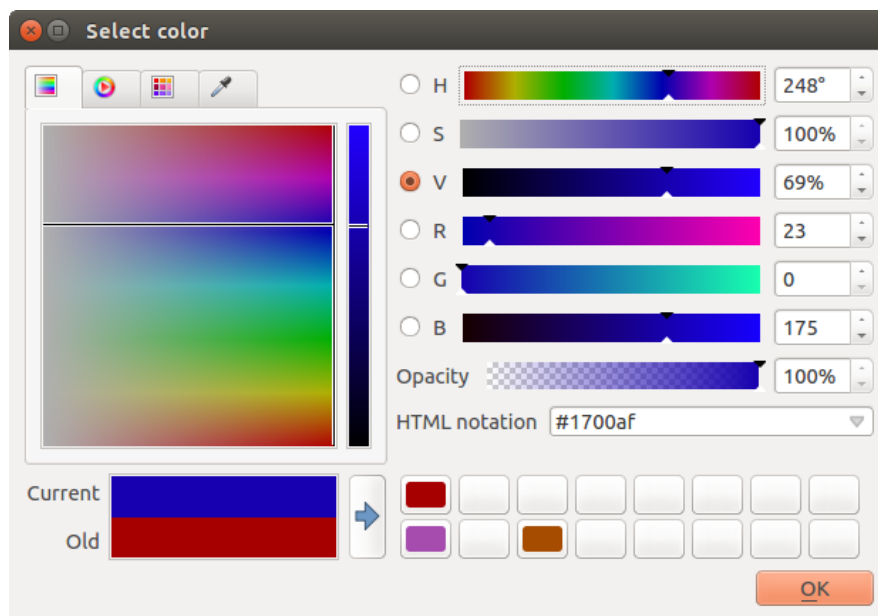 Select color
H 248°
S 100%
V 69%
R 23
G 0
B 175
Opacity 100%
HTML notation #1700af
Current
Old
OK